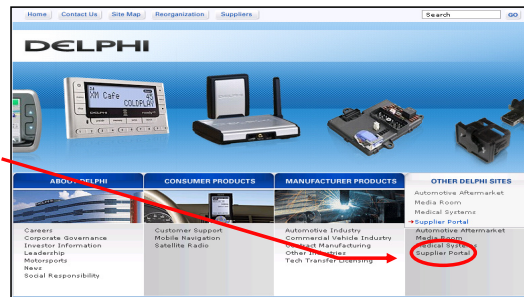 Home
Contact Us
Site Map
Reorganization
Suppliers
Search
GO
DELPHI
XM Cafe 45
COLDPLAY
ABOUT DELPHI
CONSUMER PRODUCTS
MANUFACTURER PRODUCTS
OTHER DELPHI SITES
Careers
Corporate Governance
Investor Information
Leadership
Motorsports
News
Social Responsibility
Customer Support
Mobile Navigation
Satellite Radio
Automotive Industry
Commercial Vehicle Industry
Contract Manufacturing
Other Industries
Tech Transfer Licensing
Automotive Aftermarket
Media Room
Medical Systems
Supplier Portal
Automotive Aftermarket
Media Room
Medical Systems
Supplier Portal